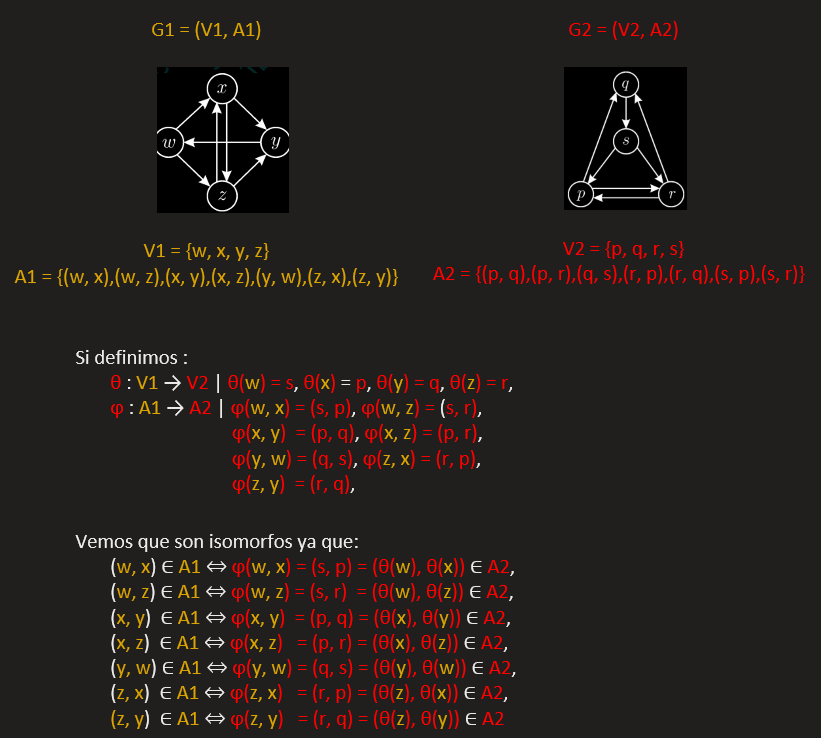 G1 = (V1, A1)
G2 = (V2, A2)
x
w
y
z
q
s
p
r
V1 = {w, x, y, z}
A1 = {(w, x),(w, z),(x, y),(x, z),(y, w),(z, x),(z, y)}
V2 = {p, q, r, s}
A2 = {(p, q),(p, r),(q, s),(r, p),(r, q),(s, p),(s, r)}
Si definimos :
θ : V1 → V2 | θ(w) = s, θ(x) = p, θ(y) = q, θ(z) = r,
φ : A1 → A2 | φ(w, x) = (s, p), φ(w, z) = (s, r),
φ(x, y) = (p, q), φ(x, z) = (p, r),
φ(y, w) = (q, s), φ(z, x) = (r, p),
φ(z, y) = (r, q),
Vemos que son isomorfos ya que:
(w, x) ∈ A1 ⇔ φ(w, x) = (s, p) = (θ(w), θ(x)) ∈ A2,
(w, z) ∈ A1 ⇔ φ(w, z) = (s, r) = (θ(w), θ(z)) ∈ A2,
(x, y) ∈ A1 ⇔ φ(x, y) = (p, q) = (θ(x), θ(y)) ∈ A2,
(x, z) ∈ A1 ⇔ φ(x, z) = (p, r) = (θ(x), θ(z)) ∈ A2,
(y, w) ∈ A1 ⇔ φ(y, w) = (q, s) = (θ(y), θ(w)) ∈ A2,
(z, x) ∈ A1 ⇔ φ(z, x) = (r, p) = (θ(z), θ(x)) ∈ A2,
(z, y) ∈ A1 ⇔ φ(z, y) = (r, q) = (θ(z), θ(y)) ∈ A2